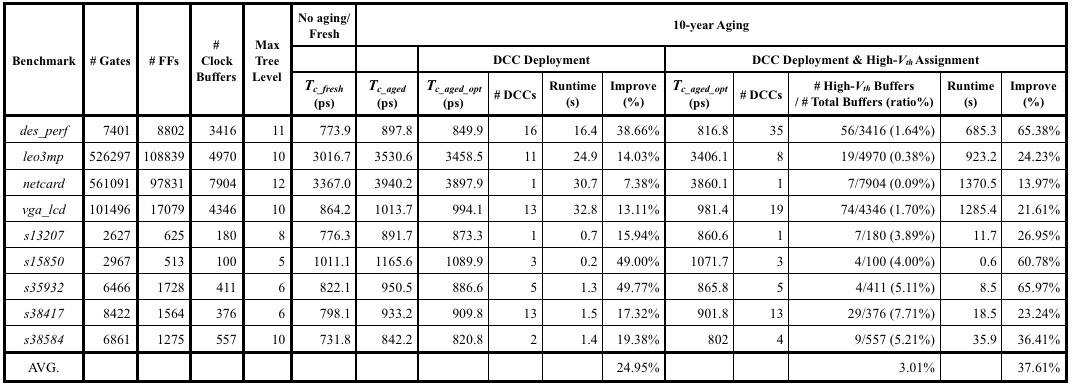 No aging/ Fresh 10-year Aging
Benchmark # Gates # FFs # Clock Buffers Max Tree Level DCC Deployment DCC Deployment & High-Vth Assignment
Tc_fresh (ps) Tc_aged (ps) Tc_aged_opt (ps) # DCCs Runtime (s) Improve (%) Tc_aged_opt (ps) # DCCs # High-Vth Buffers / # Total Buffers (ratio%) Runtime (s) Improve (%)
des_perf 7401 8802 3416 11 773.9 897.8 849.9 16 16.4 38.66% 816.8 35 56/3416 (1.64%) 685.3 65.38%
leo3mp 526297 108839 4970 10 3016.7 3530.6 3458.5 11 24.9 14.03% 3406.1 8 19/4970 (0.38%) 923.2 24.23%
netcard 561091 97831 7904 12 3367.0 3940.2 3897.9 1 30.7 7.38% 3860.1 1 7/7904 (0.09%) 1370.5 13.97%
vga_lcd 101496 17079 4346 10 864.2 1013.7 994.1 13 32.8 13.11% 981.4 19 74/4346 (1.70%) 1285.4 21.61%
s13207 2627 625 180 8 776.3 891.7 873.3 1 0.7 15.94% 860.6 1 7/180 (3.89%) 11.7 26.95%
s15850 2967 513 100 5 1011.1 1165.6 1089.9 3 0.2 49.00% 1071.7 3 4/100 (4.00%) 0.6 60.78%
s35932 6466 1728 411 6 822.1 950.5 886.6 5 1.3 49.77% 865.8 5 4/411 (5.11%) 8.5 65.97%
s38417 8422 1564 376 6 798.1 933.2 909.8 13 1.5 17.32% 901.8 13 29/376 (7.71%) 18.5 23.24%
s38584 6861 1275 557 10 731.8 842.2 820.8 2 1.4 19.38% 802 4 9/557 (5.21%) 35.9 36.41%
AVG. 24.95% 3.01% 37.61%